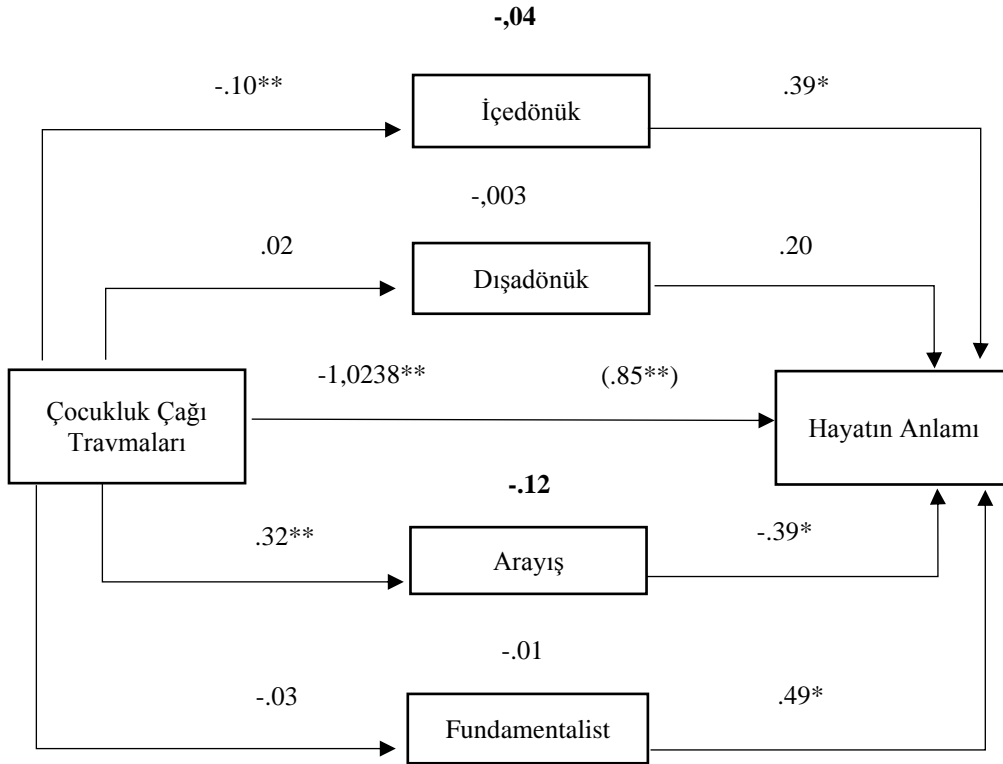 -,04
-.10**
.39*
İçedönük
-,003
.02
.20
Dışadönük
-1,0238**
(.85**)
Çocukluk Çağı
Travmaları
Hayatın Anlamı
-.12
.32**
-.39*
Arayış
-.01
-.03
.49*
Fundamentalist